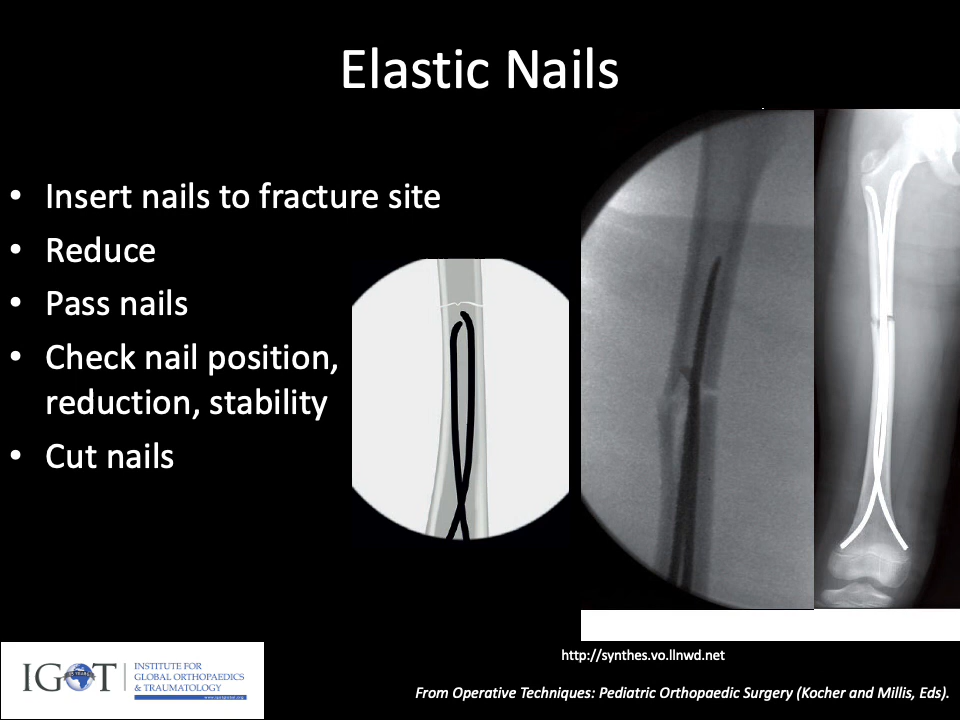 Elastic Nails
• Insert nails to fracture site
• Reduce
• Pass nails
• Check nail position,
reduction, stability
• Cut nails
IGOT
INSTITUTE FOR
GLOBAL ORTHOPAEDICS
& TRAUMATOLOGY
http://synthes.vo.llnwd.net
From Operative Techniques: Pediatric Orthopaedic Surgery (Kocher and Millis, Eds).